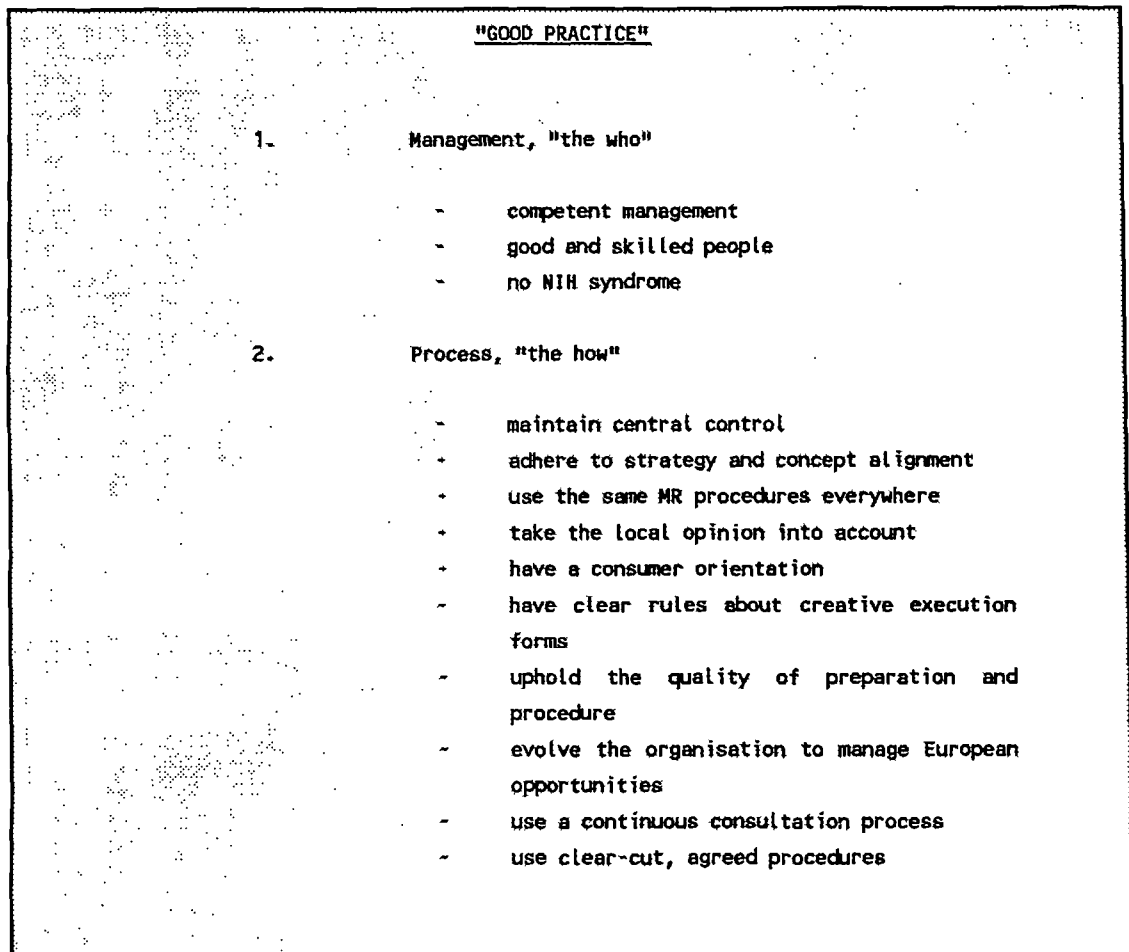 "GOOD PRACTICE"
1. Management, "the who"
- competent management
- good and skilled people
- no NIH syndrome
2. Process, "the how"
- maintain central control
- adhere to strategy and concept alignment
- use the same MR procedures everywhere
- take the local opinion into account
- have a consumer orientation
- have clear rules about creative execution
forms
- uphold the quality of preparation and
procedure
- evolve the organisation to manage European
opportunities
- use a continuous consultation process
- use clear-cut, agreed procedures